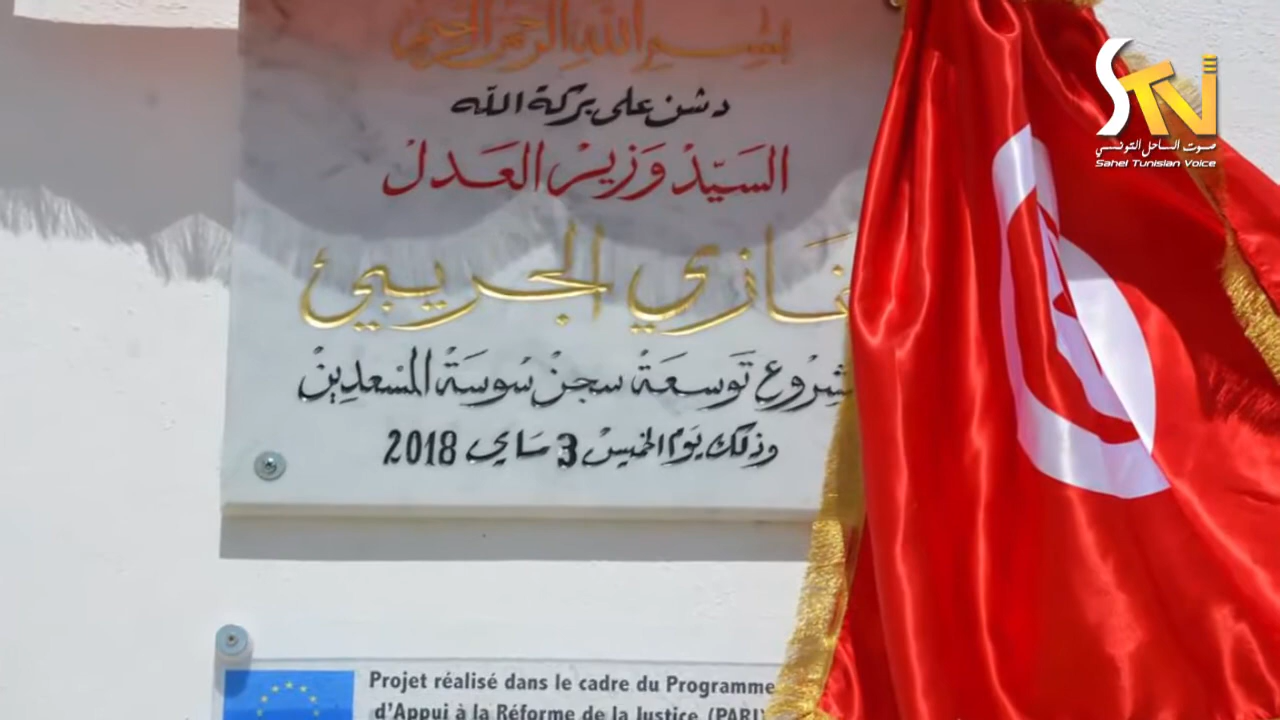 بسم الله الرحمن الرحيم
دشن على بركة الله
السيد وزير العدل
غازي الجريبي
مشروع توسعة سجن سوسة المسعدين
وذلك يوم الخميس 3 ماي 2018
Projet réalisé dans le cadre du Programme
d'Appui à la Réforme de la Justice (PARJ)
STV
صوت الساحل التونسي
Sahel Tunisian Voice